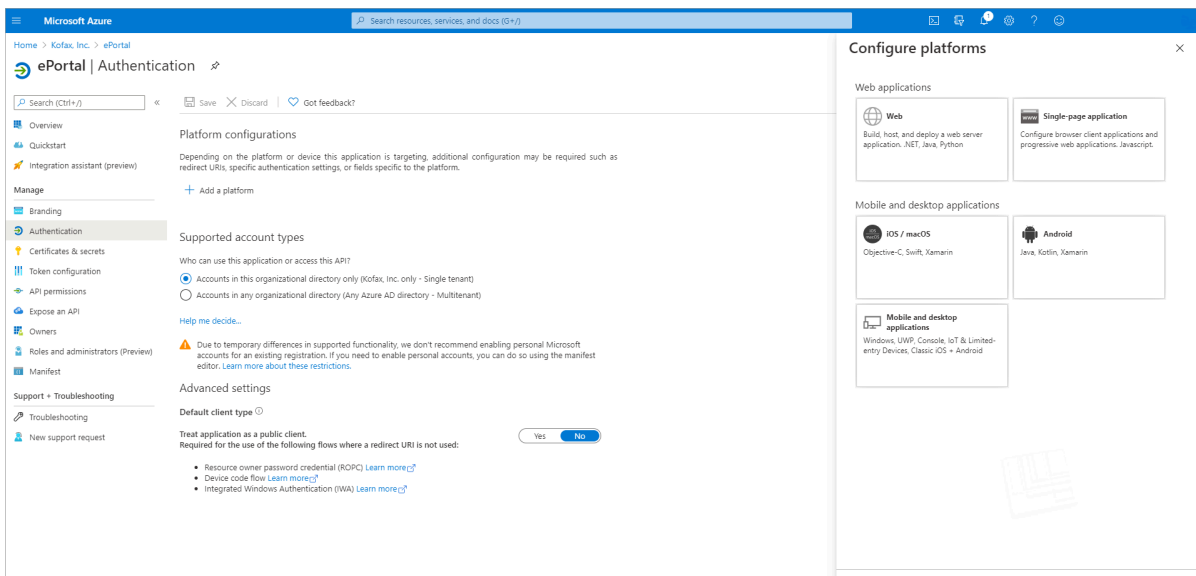 Microsoft Azure
Search resources, services, and docs (G+/)
1
Home > Kofax, Inc. > ePortal
ePortal | Authentication
Search (Ctrl+/)
«
Overview
Quickstart
Integration assistant (preview)
Manage
Branding
Authentication
Certificates & secrets
Token configuration
API permissions
Expose an API
Owners
Roles and administrators (Preview)
Manifest
Support + Troubleshooting
Troubleshooting
New support request
Save Discard Got feedback?
Platform configurations
Depending on the platform or device this application is targeting, additional configuration may be required such as
redirect URIs, specific authentication settings, or fields specific to the platform.
Add a platform
Supported account types
Who can use this application or access this API?
Accounts in this organizational directory only (Kofax, Inc. only - Single tenant)
Accounts in any organizational directory (Any Azure AD directory - Multitenant)
Help me decide...
Due to temporary differences in supported functionality, we don't recommend enabling personal Microsoft
accounts for an existing registration. If you need to enable personal accounts, you can do so using the manifest
editor. Learn more about these restrictions.
Advanced settings
Default client type
Treat application as a public client.
Required for the use of the following flows where a redirect URI is not used:
Yes No
• Resource owner password credential (ROPC) Learn more
• Device code flow Learn more
• Integrated Windows Authentication (IWA) Learn more
Configure platforms
Web applications
Web
Build, host, and deploy a web server
application. .NET, Java, Python
www
Single-page application
Configure browser client applications and
progressive web applications. Javascript.
Mobile and desktop applications
iOS / macOS
Objective-C, Swift, Xamarin
Android
Java, Kotlin, Xamarin
Mobile and desktop
applications
Windows, UWP, Console, IoT & Limited-
entry Devices, Classic iOS + Android